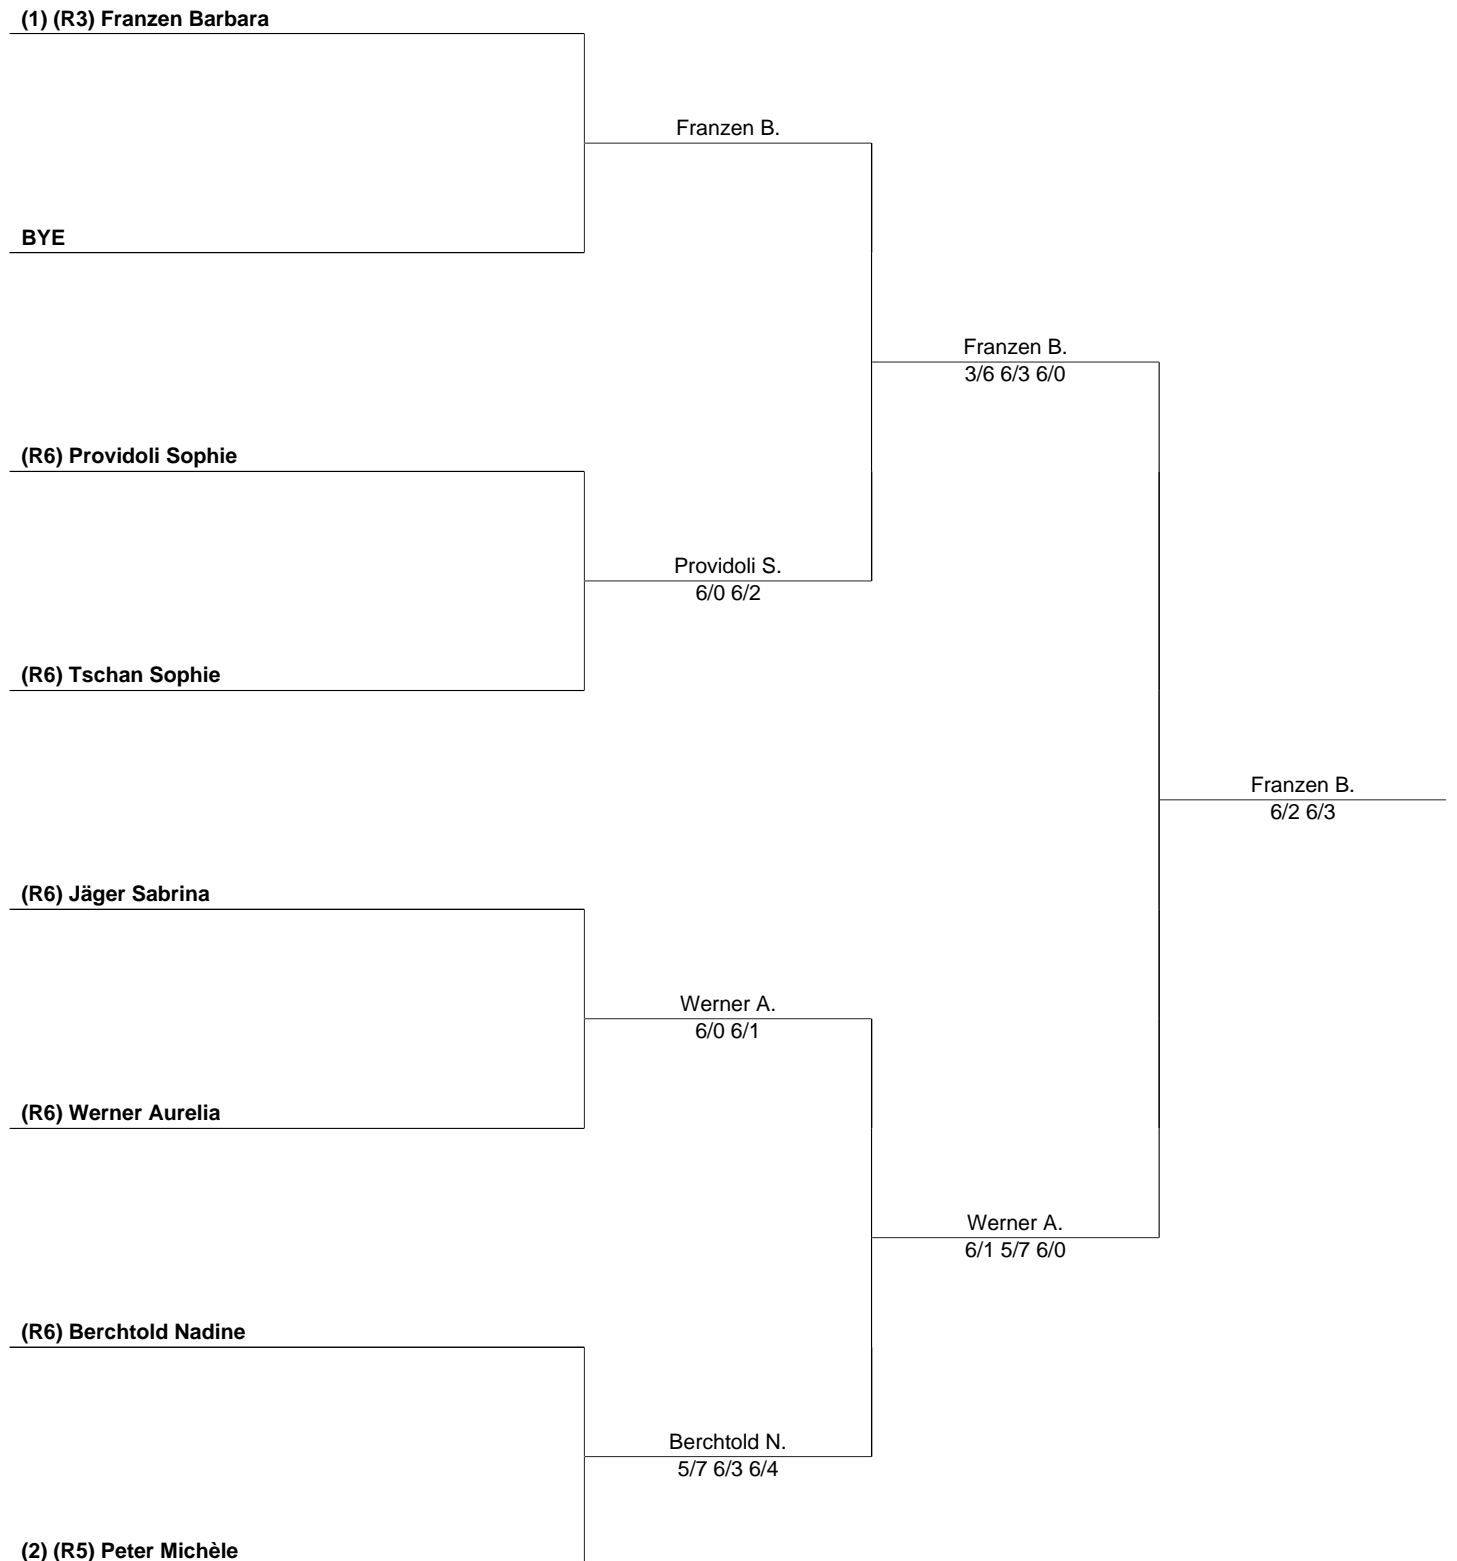 (1) (R3) Franzen Barbara
Franzen B.
BYE
Franzen B.
3/6 6/3 6/0
(R6) Providoli Sophie
Providoli S.
6/0 6/2
(R6) Tschan Sophie
Franzen B.
6/2 6/3
(R6) Jäger Sabrina
Werner A.
6/0 6/1
(R6) Werner Aurelia
Werner A.
6/1 5/7 6/0
(R6) Berchtold Nadine
Berchtold N.
5/7 6/3 6/4
(2) (R5) Peter Michèle